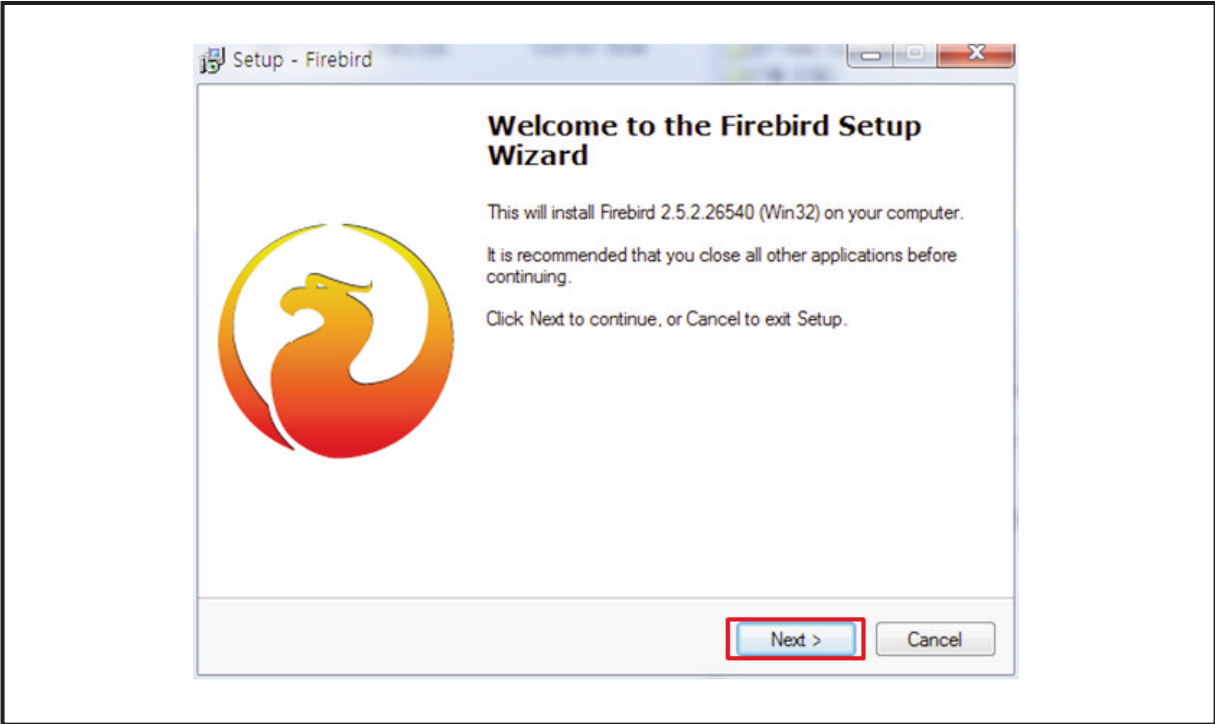 Setup - Firebird
Welcome to the Firebird Setup
Wizard
This will install Firebird 2.5.2.26540 (Win32) on your computer.
It is recommended that you close all other applications before
continuing.
Click Next to continue, or Cancel to exit Setup.
Next >
Cancel